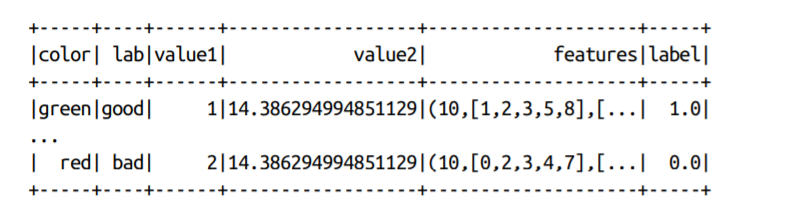 +-----+----+------+------------------+--------------------+-----+
|color| lab|value1|            value2|            features|label|
+-----+----+------+------------------+--------------------+-----+
|green|good|     1|14.386294994851129|(10,[1,2,3,5,8],[...|  1.0|
...
|  red| bad|     2|14.386294994851129|(10,[0,2,3,4,7],[...|  0.0|
+-----+----+------+------------------+--------------------+-----+